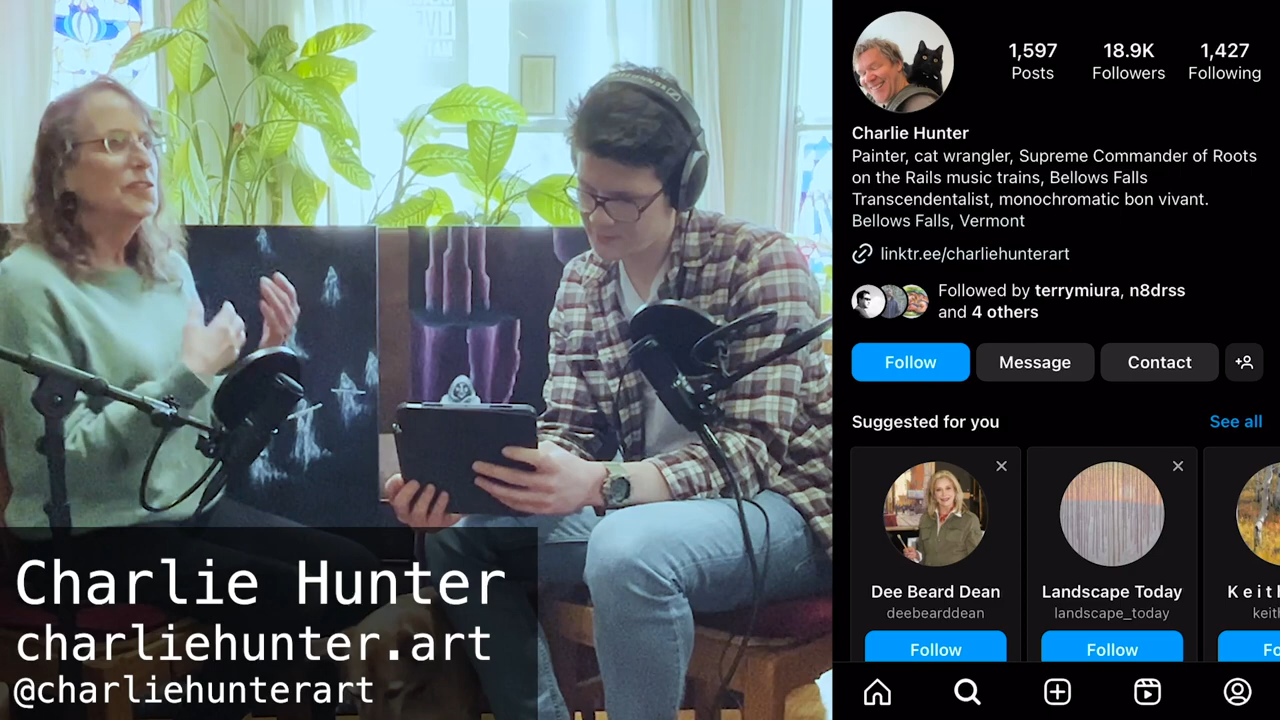 Charlie Hunter
charliehunter.art
@charliehunterart
1,597
Posts
18.9K
Followers
1,427
Following
Charlie Hunter
Painter, cat wrangler, Supreme Commander of Roots
on the Rails music trains, Bellows Falls
Transcendentalist, monochromatic bon vivant.
Bellows Falls, Vermont
linktr.ee/charliehunterart
Followed by terrymiura, n8drss
and 4 others
Follow
Message
Contact
Suggested for you
See all
Dee Beard Dean
deebearddean
Follow
Landscape Today
landscape_today
Follow